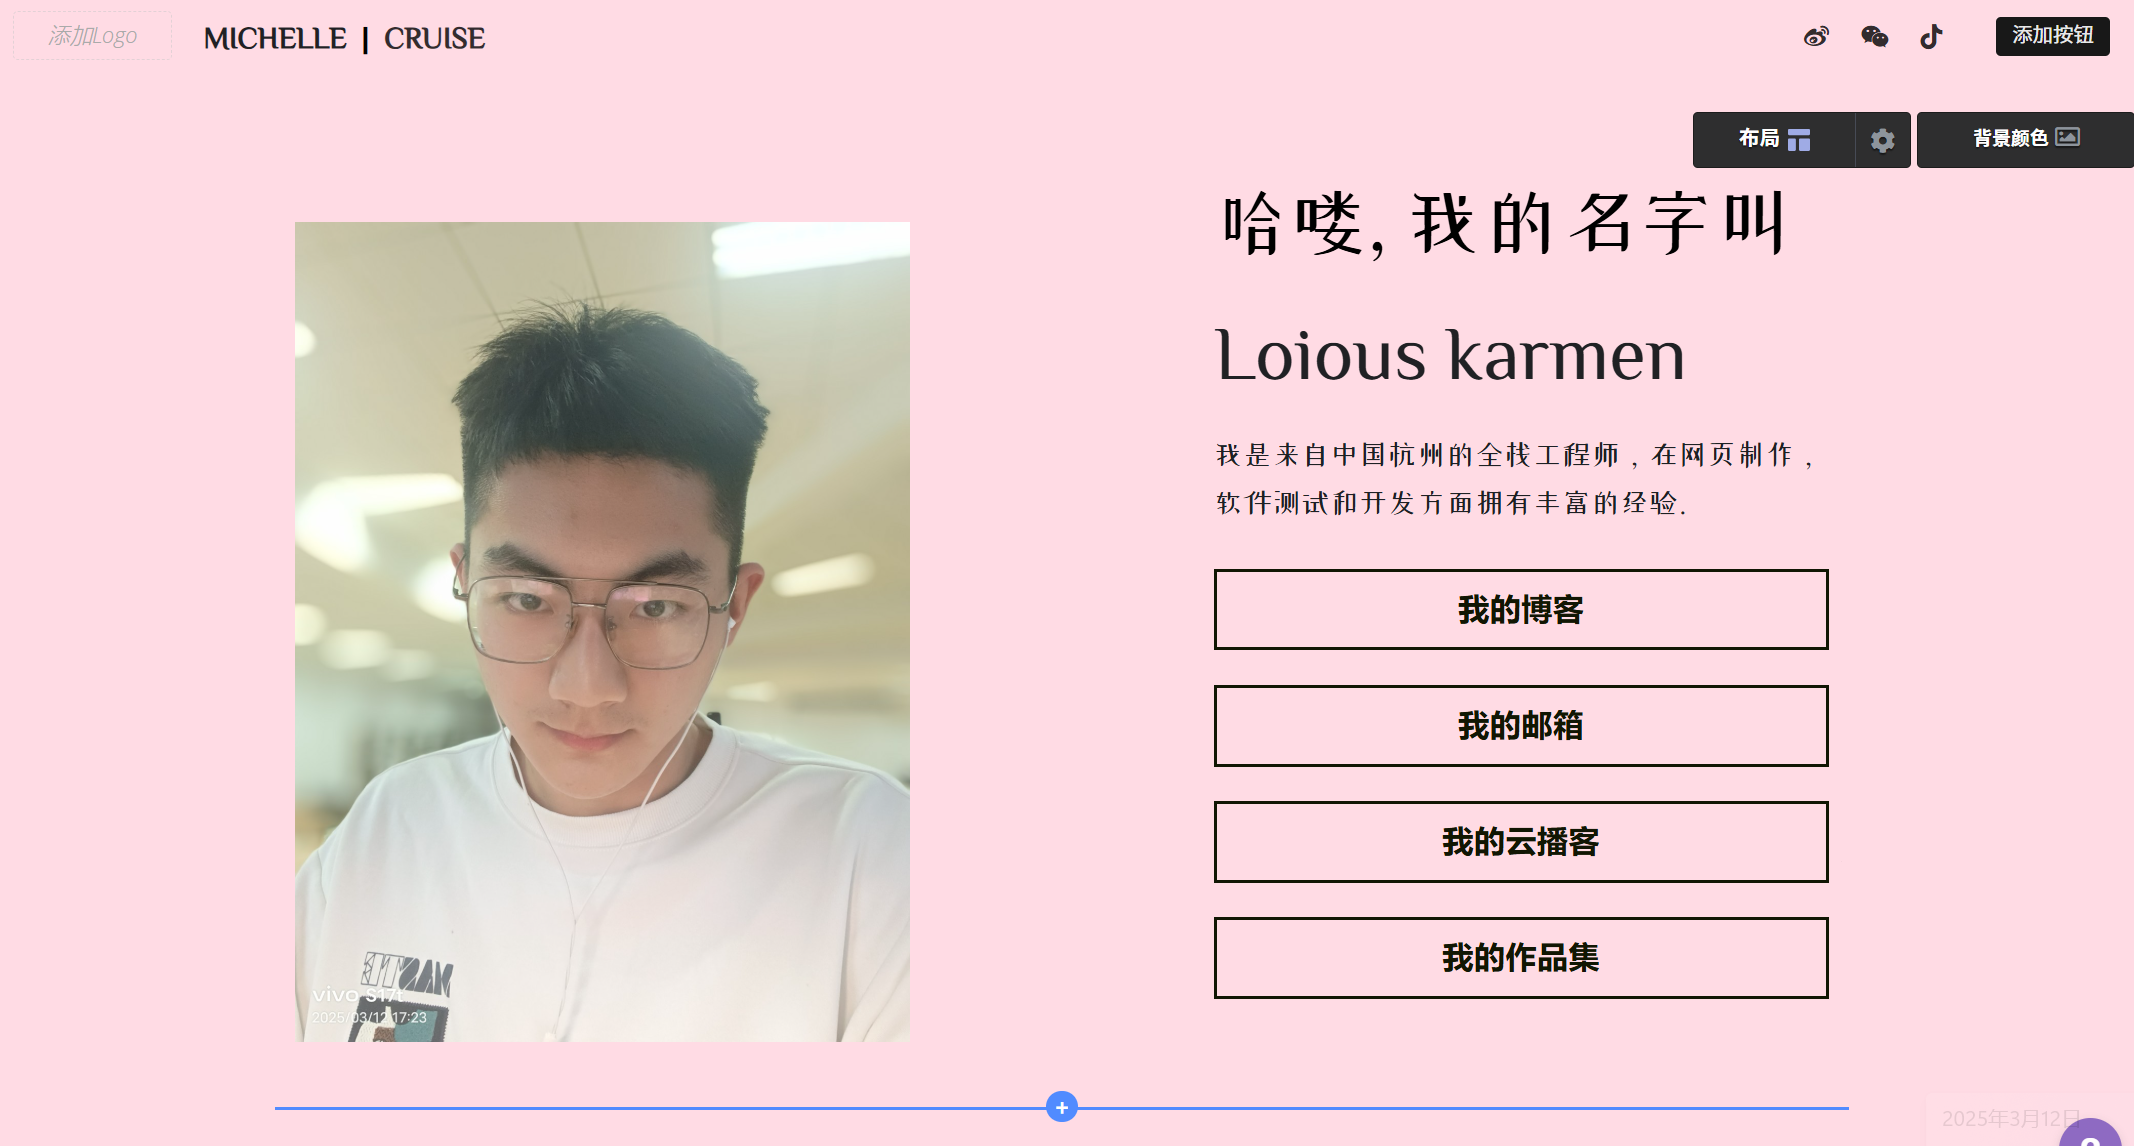 添加Logo
MICHELLE | CRUISE
添加按钮
布局
背景颜色
哈喽, 我的名字叫
Loious karmen
我是来自中国杭州的全栈工程师，在网页制作，
软件测试和开发方面拥有丰富的经验.
我的博客
我的邮箱
我的云播客
我的作品集
vivo S17t
2025/03/12 17:23
2025年3月12日